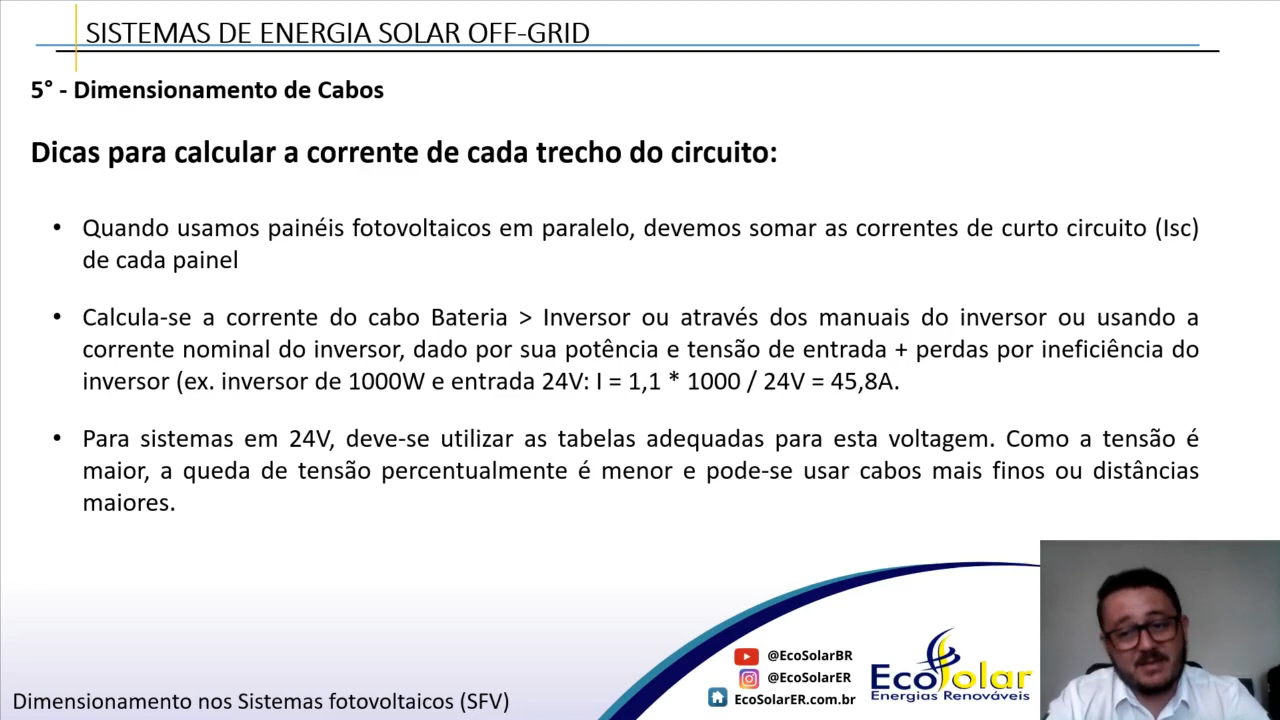 SISTEMAS DE ENERGIA SOLAR OFF-GRID
5° - Dimensionamento de Cabos
Dicas para calcular a corrente de cada trecho do circuito:
• Quando usamos painéis fotovoltaicos em paralelo, devemos somar as correntes de curto circuito (Isc)
de cada painel
• Calcula-se a corrente do cabo Bateria > Inversor ou através dos manuais do inversor ou usando a
corrente nominal do inversor, dado por sua potência e tensão de entrada + perdas por ineficiência do
inversor (ex. inversor de 1000W e entrada 24V: I = 1,1 * 1000 / 24V = 45,8A.
• Para sistemas em 24V, deve-se utilizar as tabelas adequadas para esta voltagem. Como a tensão é
maior, a queda de tensão percentualmente é menor e pode-se usar cabos mais finos ou distâncias
maiores.
@EcoSolarBR
@EcoSolarER
EcoSolarER.com.br
EcoSolar
Energias Renováveis
Dimensionamento nos Sistemas fotovoltaicos (SFV)